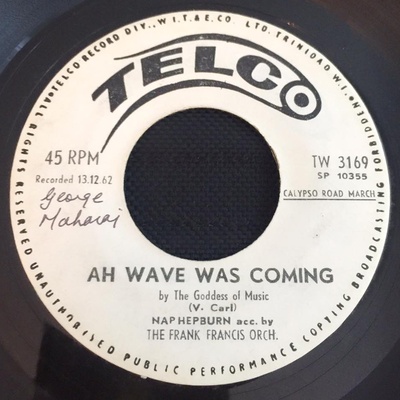 TELCO RECORD DIV., W.I.T.& E.T. LTD., TRINIDAD W.I.
ALL RIGHTS RESERVED UNAUTHORISED PUBLIC PERFORMANCE COPYING BROADCASTING FORBIDDEN
TELCO
45 RPM
TW 3169
SP 10355
Recorded 13.12.62
CALYPSO ROAD MARCH
George
Maharaj
AH WAVE WAS COMING
by The Goddess of Music
(V. Carl)
NAP HEPBURN acc. by
THE FRANK FRANCIS ORCH.